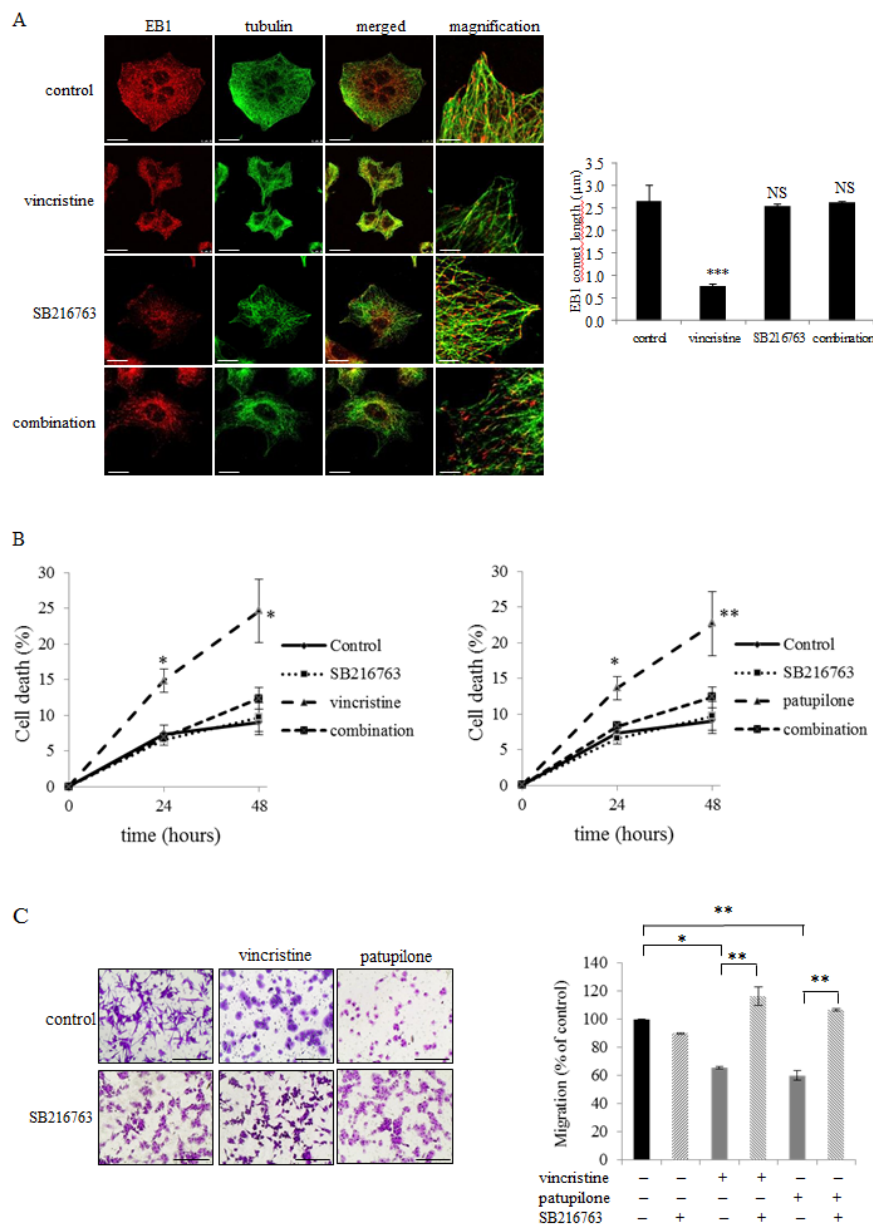 A
EB1 tubulin merged magnification
control
vincristine
SB216763
combination
EB1 comet length (µm)
3.5
3.0
2.5
2.0
1.5
1.0
0.5
0.0
***
NS
NS
control vincristine SB216763 combination
B
Cell death (%)
30
25
20
15
10
5
0
*
*
0 24 48
time (hours)
Control
SB216763
vincristine
combination
Cell death (%)
30
25
20
15
10
5
0
*
**
0 24 48
time (hours)
Control
SB216763
patupilone
combination
C
vincristine patupilone
control
SB216763
Migration (% of control)
140
120
100
80
60
40
20
0
**
*
**
**
vincristine – – + + – –
patupilone – – – – + +
SB216763 – + – + – +